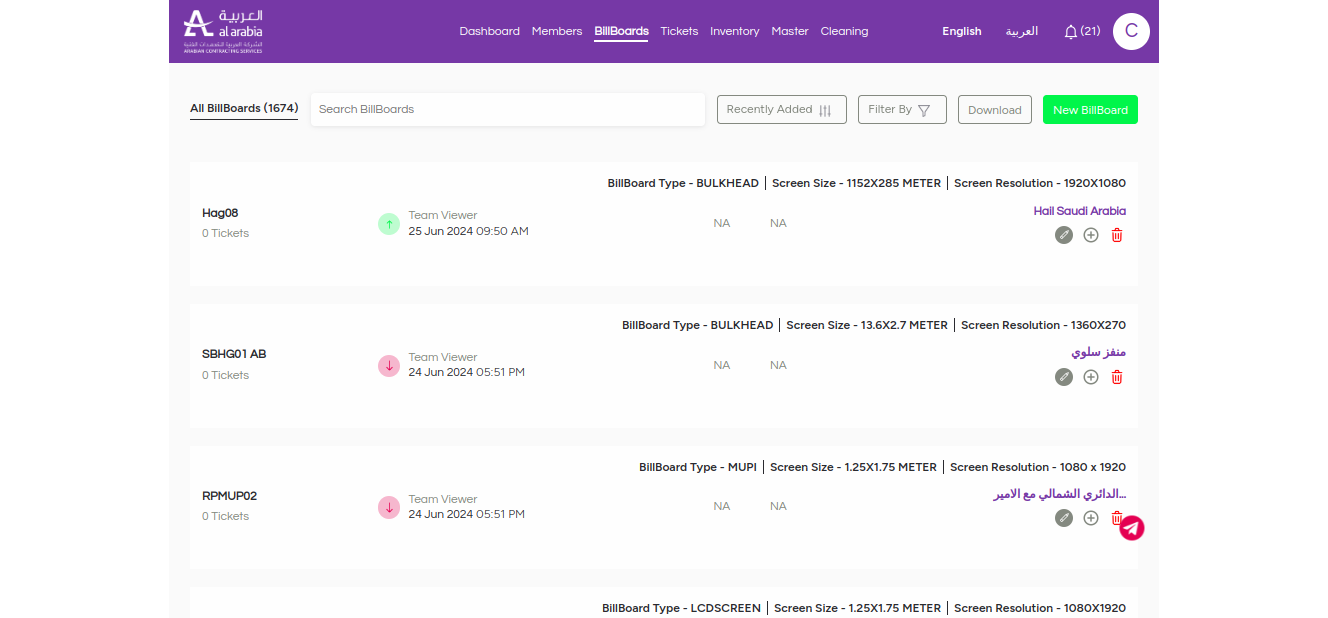 العربية
al arabia
الشركة العربية للتعهدات الفنية
ARABIAN CONTRACTING SERVICES
Dashboard Members BillBoards Tickets Inventory Master Cleaning English العربية (21) C
All BillBoards (1674) Search BillBoards Recently Added Filter By Download New BillBoard
BillBoard Type - BULKHEAD | Screen Size - 1152X285 METER | Screen Resolution - 1920X1080
Hag08
0 Tickets
Team Viewer
25 Jun 2024 09:50 AM
NA NA
Hail Saudi Arabia
BillBoard Type - BULKHEAD | Screen Size - 13.6X2.7 METER | Screen Resolution - 1360X270
SBHG01 AB
0 Tickets
Team Viewer
24 Jun 2024 05:51 PM
NA NA
منفز سلوي
BillBoard Type - MUPI | Screen Size - 1.25X1.75 METER | Screen Resolution - 1080 x 1920
RPMUP02
0 Tickets
Team Viewer
24 Jun 2024 05:51 PM
NA NA
الدائري الشمالي مع الامير...
BillBoard Type - LCDSCREEN | Screen Size - 1.25X1.75 METER | Screen Resolution - 1080X1920